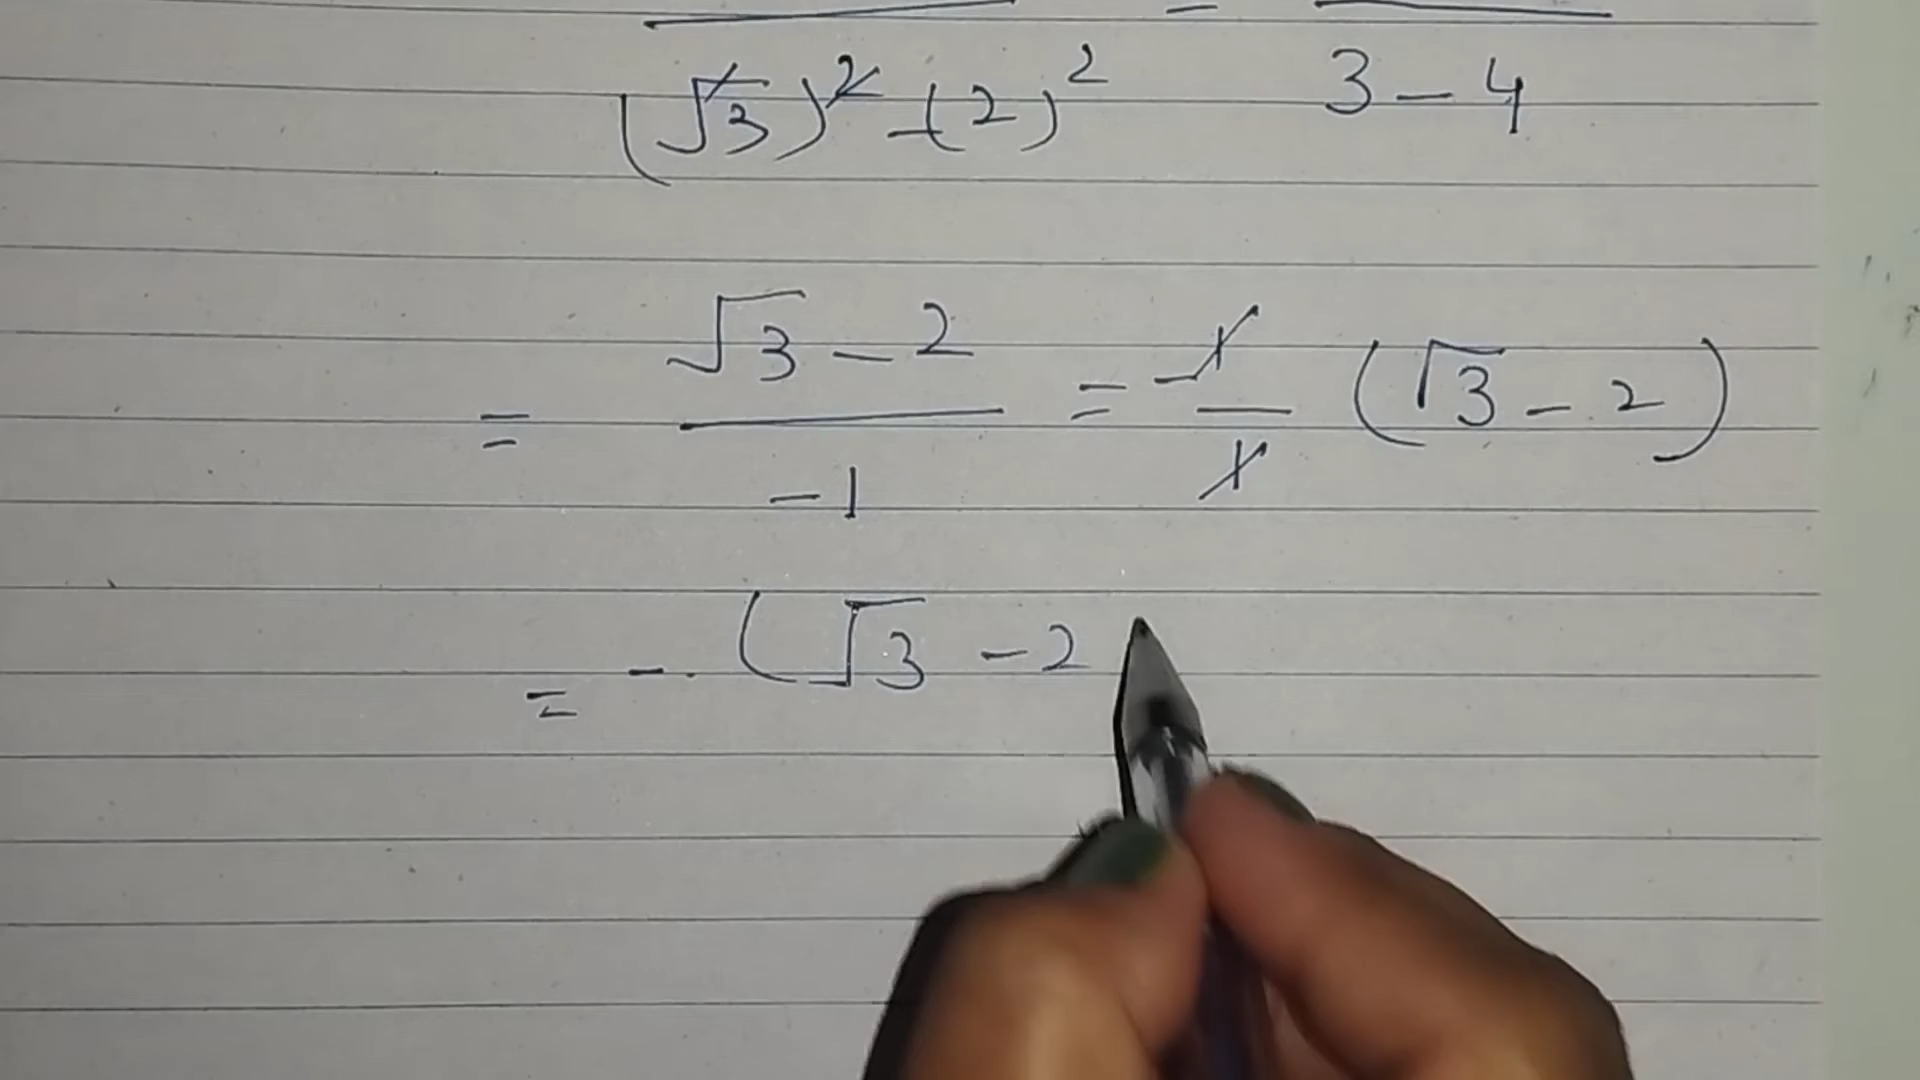 (√3)² - (2)² = 3 - 4
= √3 - 2 / -1 = -1/1 (√3 - 2)
= - . (√3 - 2